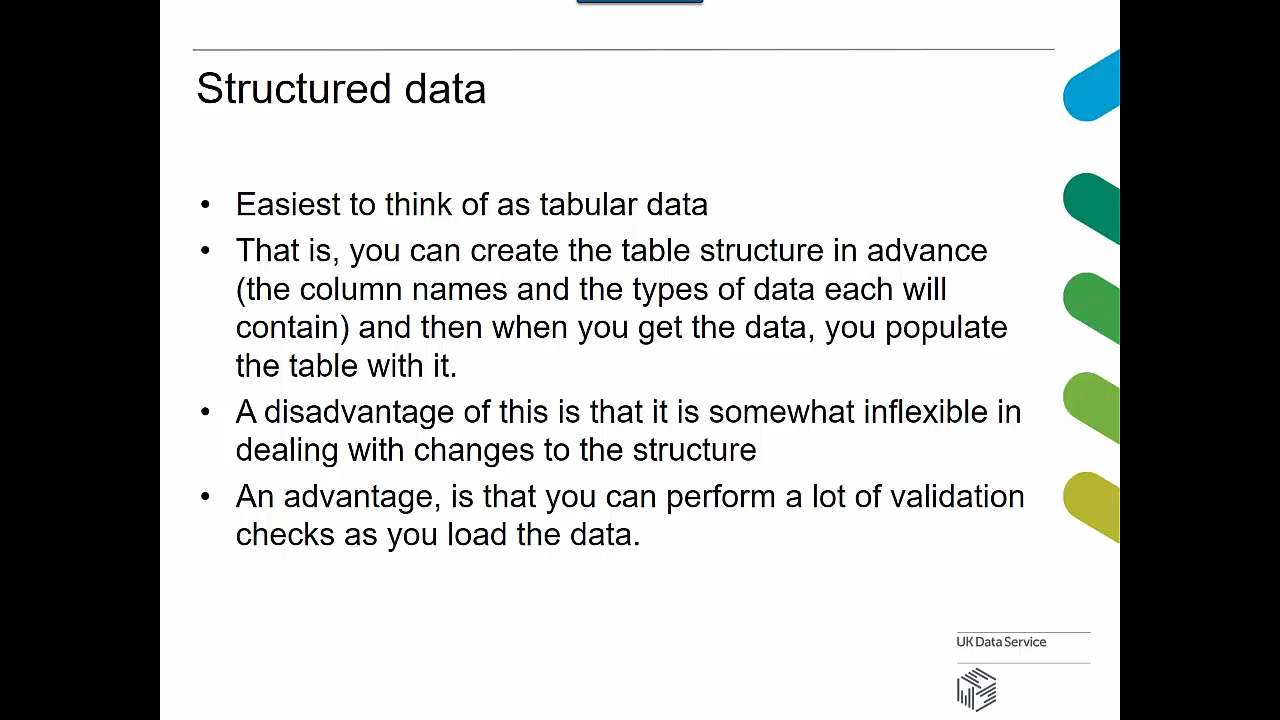 Structured data
• Easiest to think of as tabular data
• That is, you can create the table structure in advance
(the column names and the types of data each will
contain) and then when you get the data, you populate
the table with it.
• A disadvantage of this is that it is somewhat inflexible in
dealing with changes to the structure
• An advantage, is that you can perform a lot of validation
checks as you load the data.
UK Data Service